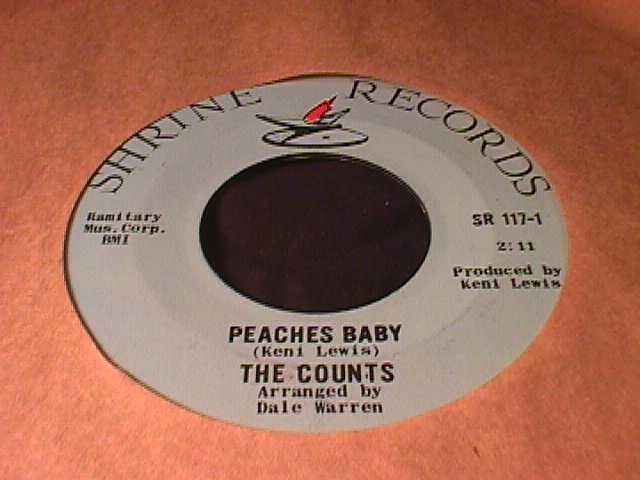 SHRINE RECORDS
Ramitary
Mus. Corp.
BMI
SR 117-1
2:11
Produced by
Keni Lewis
PEACHES BABY
(Keni Lewis)
THE COUNTS
Arranged by
Dale Warren